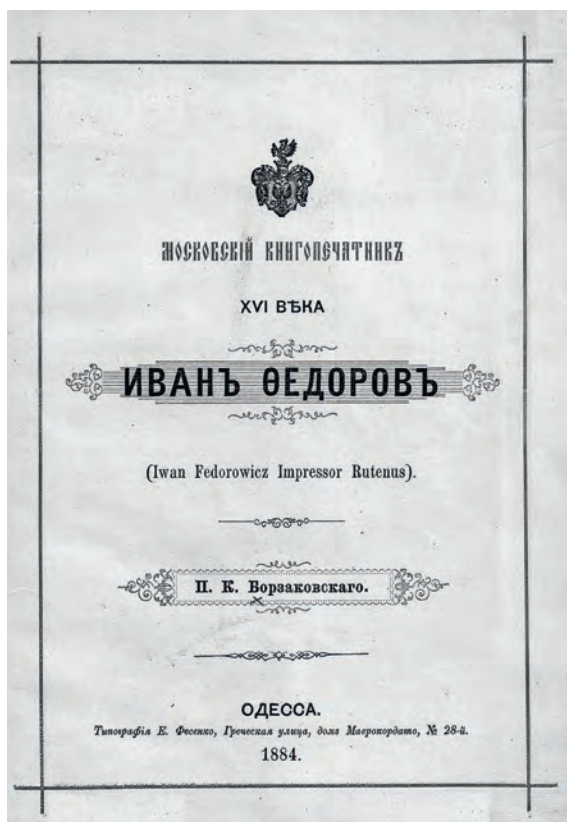 МОСКОВСКІЙ КНИГОПЕЧАТНИКЪ
XVI ВѢКА
ИВАНЪ ѲЕДОРОВЪ
(Iwan Fedorowicz Impressor Rutenus).
П. К. Борзаковскаго.
ОДЕССА.
Типографія Е. Фесенко, Греческая улица, домъ Маврокордато, № 28-й.
1884.